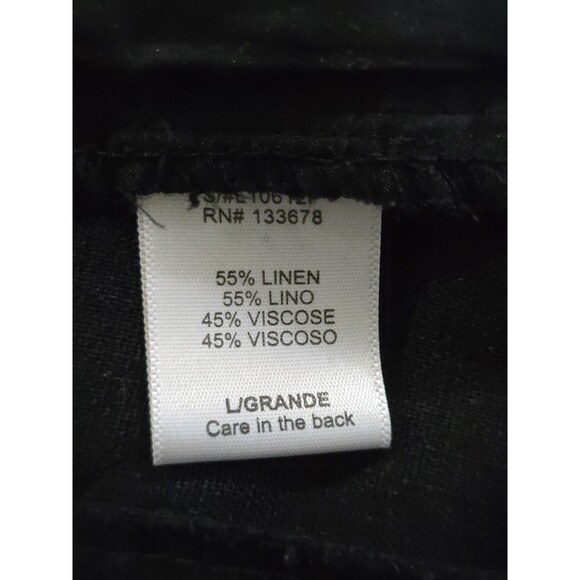 RN# 133678
55% LINEN
55% LINO
45% VISCOSE
45% VISCOSO
L/GRANDE
Care in the back